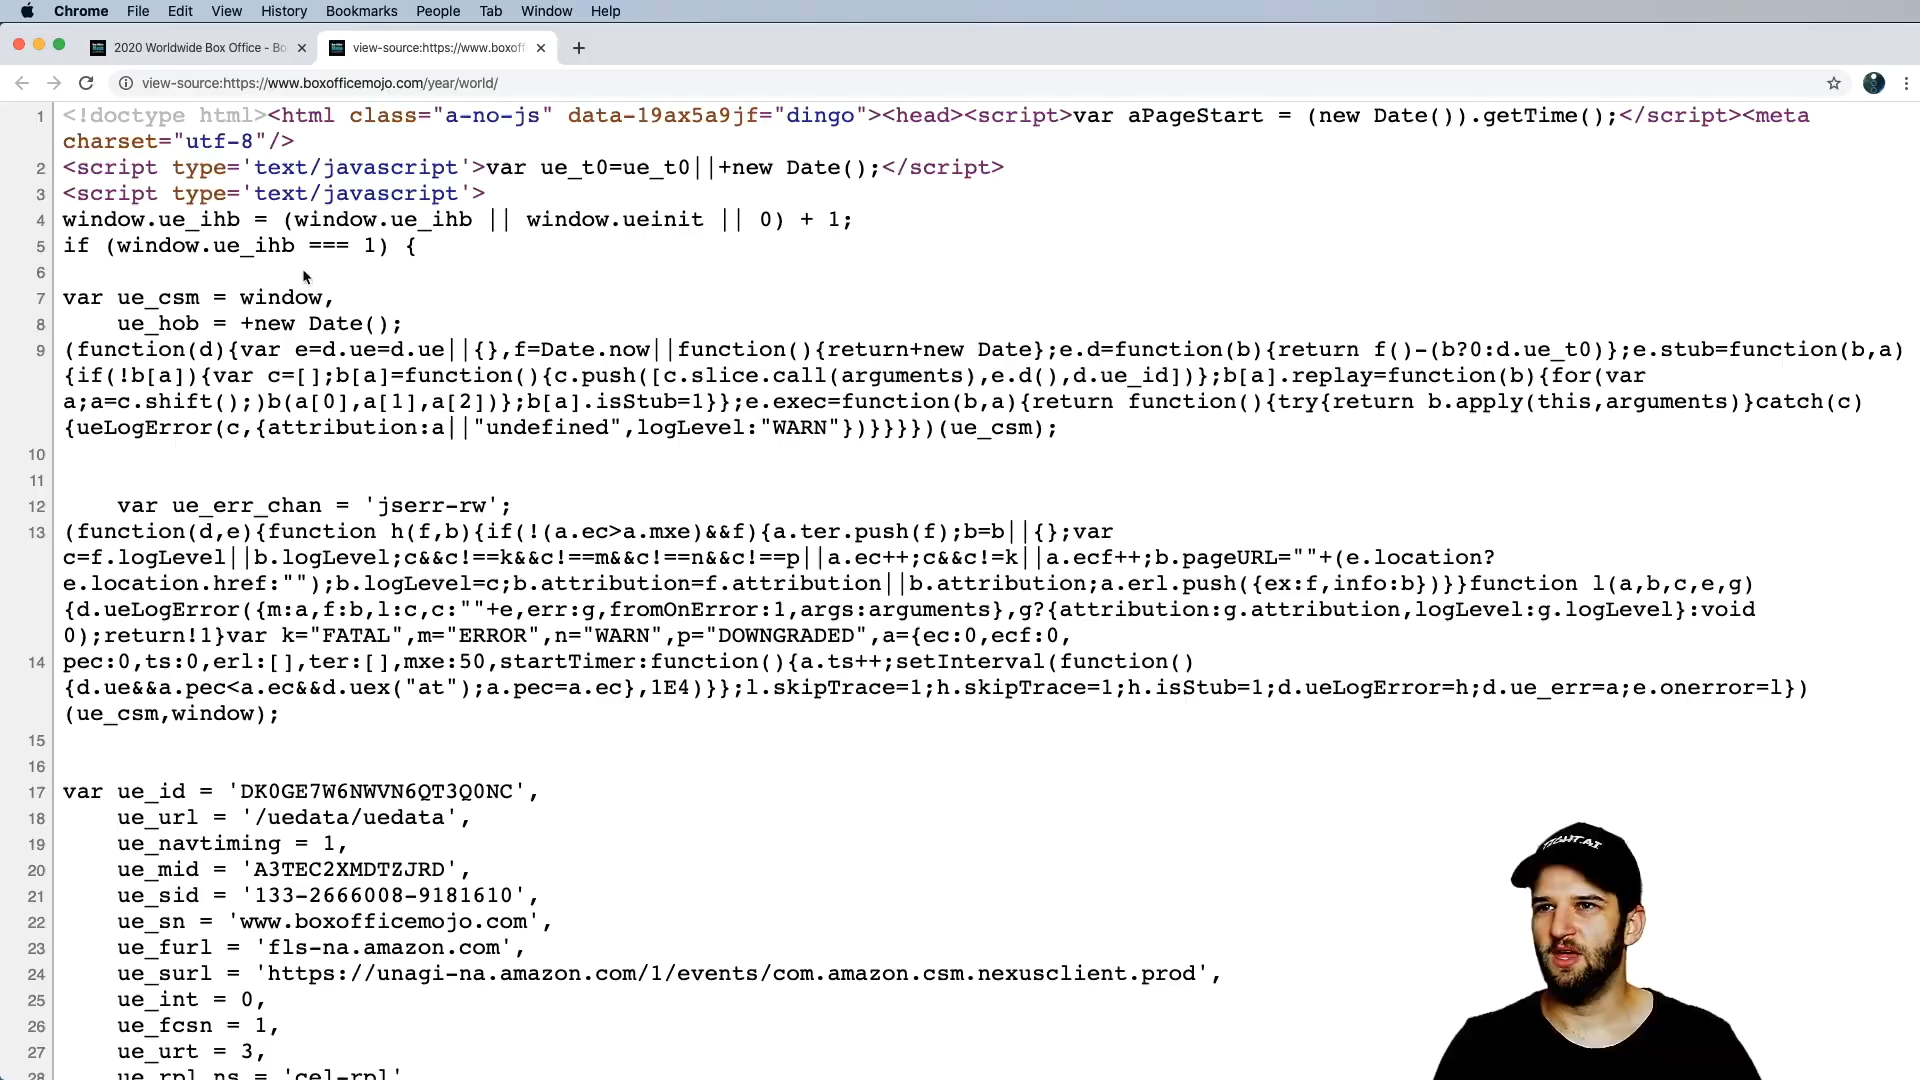 Chrome File Edit View History Bookmarks People Tab Window Help
2020 Worldwide Box Office - Bo
view-source:https://www.boxoff
view-source:https://www.boxofficemojo.com/year/world/
1 <!doctype html><html class="a-no-js" data-19ax5a9jf="dingo"><head><script>var aPageStart = (new Date()).getTime();</script><meta
charset="utf-8"/>
2 <script type='text/javascript'>var ue_t0=ue_t0||+new Date();</script>
3 <script type='text/javascript'>
4 window.ue_ihb = (window.ue_ihb || window.ueinit || 0) + 1;
5 if (window.ue_ihb === 1) {
6
7 var ue_csm = window,
8 ue_hob = +new Date();
9 (function(d){var e=d.ue=d.ue||{},f=Date.now||function(){return+new Date};e.d=function(b){return f()-(b?0:d.ue_t0)};e.stub=function(b,a)
{if(!b[a]){var c=[];b[a]=function(){c.push([c.slice.call(arguments),e.d(),d.ue_id])};b[a].replay=function(b){for(var
a;a=c.shift();)b(a[0],a[1],a[2])};b[a].isStub=1}};e.exec=function(b,a){return function(){try{return b.apply(this,arguments)}catch(c)
{ueLogError(c,{attribution:a||"undefined",logLevel:"WARN"})}}}})(ue_csm);
10
11
12 var ue_err_chan = 'jserr-rw';
13 (function(d,e){function h(f,b){if(!(a.ec>a.mxe)&&f){a.ter.push(f);b=b||{};var
c=f.logLevel||b.logLevel;c&&c!==k&&c!==m&&c!==n&&c!==p||a.ec++;c&&c!=k||a.ecf++;b.pageURL=""+(e.location?
e.location.href:"");b.logLevel=c;b.attribution=f.attribution||b.attribution;a.erl.push({ex:f,info:b})}}function l(a,b,c,e,g)
{d.ueLogError({m:a,f:b,l:c,c:""+e,err:g,fromOnError:1,args:arguments},g?{attribution:g.attribution,logLevel:g.logLevel}:void
0);return!1}var k="FATAL",m="ERROR",n="WARN",p="DOWNGRADED",a={ec:0,ecf:0,
14 pec:0,ts:0,erl:[],ter:[],mxe:50,startTimer:function(){a.ts++;setInterval(function()
{d.ue&&a.pec<a.ec&&d.uex("at");a.pec=a.ec},1E4)}};l.skipTrace=1;h.skipTrace=1;h.isStub=1;d.ueLogError=h;d.ue_err=a;e.onerror=l})
(ue_csm,window);
15
16
17 var ue_id = 'DK0GE7W6NWVN6QT3Q0NC',
18 ue_url = '/uedata/uedata',
19 ue_navtiming = 1,
20 ue_mid = 'A3TEC2XMDTZJRD',
21 ue_sid = '133-2666008-9181610',
22 ue_sn = 'www.boxofficemojo.com',
23 ue_furl = 'fls-na.amazon.com',
24 ue_surl = 'https://unagi-na.amazon.com/1/events/com.amazon.csm.nexusclient.prod',
25 ue_int = 0,
26 ue_fcsn = 1,
27 ue_urt = 3,
28 ue_rpl_ns = 'cel-rpl'